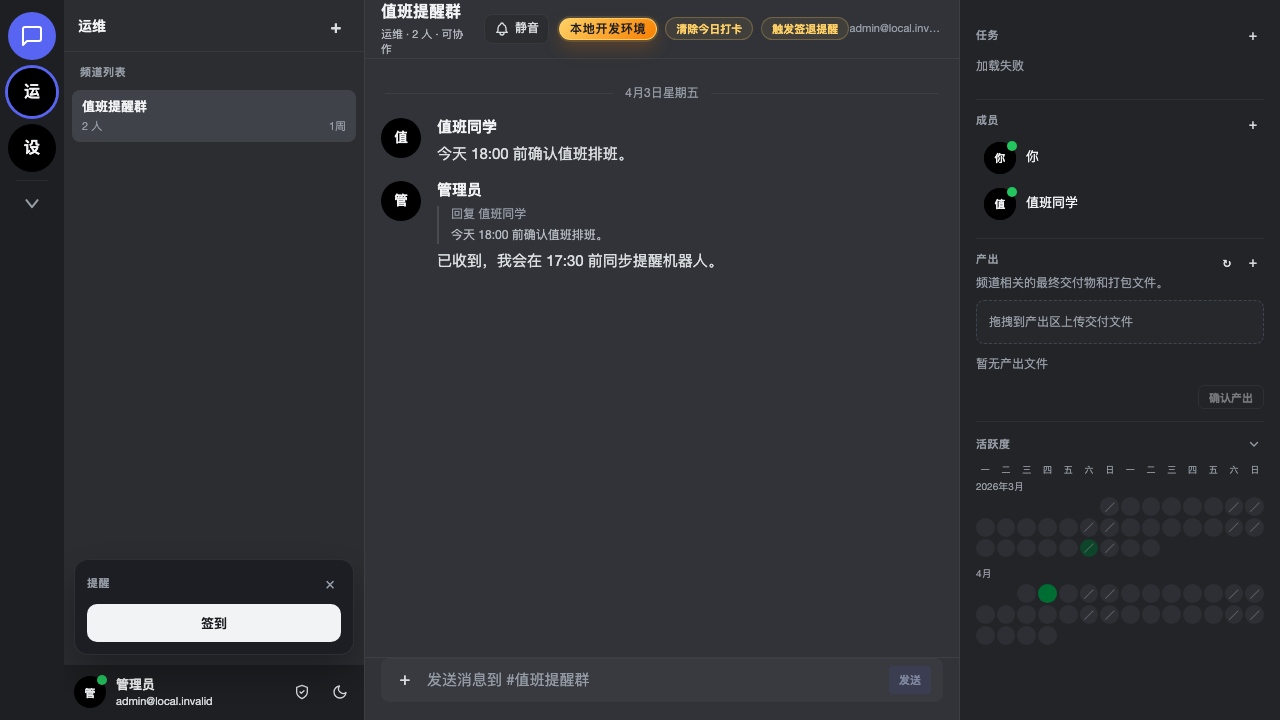 运
设
运维
+
频道列表
值班提醒群
2 人
1周
提醒
×
签到
管
管理员
admin@local.invalid
值班提醒群
运维 · 2 人 · 可协作
静音
本地开发环境
清除今日打卡
触发签退提醒
admin@local.inv...
4月3日星期五
值
值班同学
今天 18:00 前确认值班排班。
管
管理员
回复 值班同学
今天 18:00 前确认值班排班。
已收到，我会在 17:30 前同步提醒机器人。
+
发送消息到 #值班提醒群
发送
任务
+
加载失败
成员
+
你
你
值
值班同学
产出
↻
+
频道相关的最终交付物和打包文件。
拖拽到产出区上传交付文件
暂无产出文件
确认产出
活跃度
一 二 三 四 五 六 日 一 二 三 四 五 六 日
2026年3月
4月